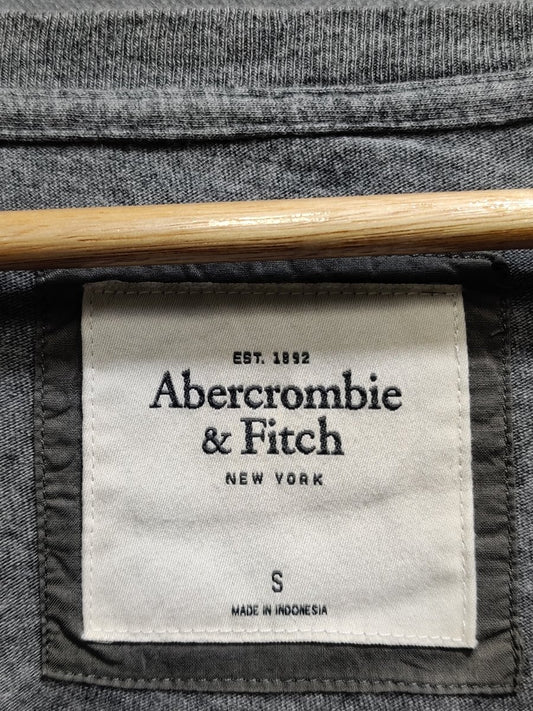 EST. 1892
Abercrombie
& Fitch
NEW YORK
S
MADE IN INDONESIA